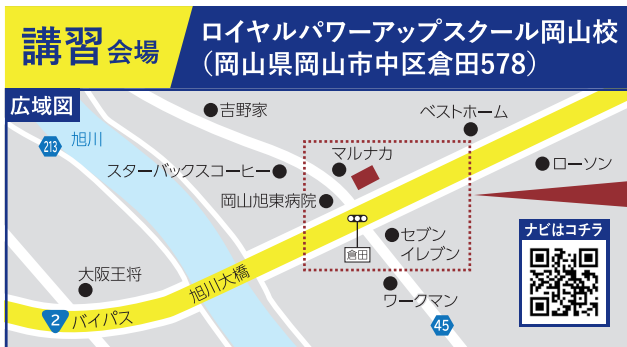 講習会場
ロイヤルパワーアップスクール岡山校
（岡山県岡山市中区倉田578）
広域図
吉野家
ベストホーム
213
旭川
マルナカ
スターバックスコーヒー
ローソン
岡山旭東病院
ナビはコチラ
倉田
セブン
イレブン
大阪王将
旭川大橋
ワークマン
2
バイパス
45